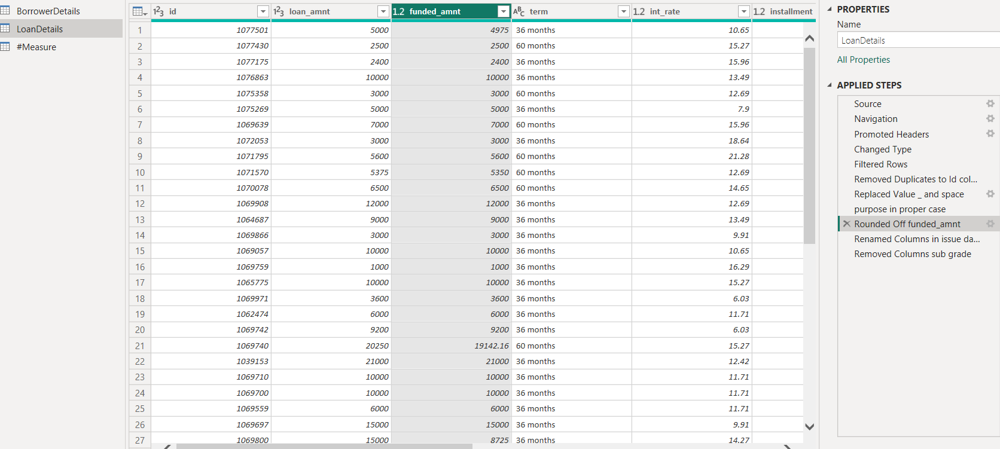 BorrowerDetails
LoanDetails
#Measure
1²3 id 1²3 loan_amnt 1.2 funded_amnt ABC term 1.2 int_rate 1.2 installment
1 1077501 5000 4975 36 months 10.65
2 1077430 2500 2500 60 months 15.27
3 1077175 2400 2400 36 months 15.96
4 1076863 10000 10000 36 months 13.49
5 1075358 3000 3000 60 months 12.69
6 1075269 5000 5000 36 months 7.9
7 1069639 7000 7000 60 months 15.96
8 1072053 3000 3000 36 months 18.64
9 1071795 5600 5600 60 months 21.28
10 1071570 5375 5350 60 months 12.69
11 1070078 6500 6500 60 months 14.65
12 1069908 12000 12000 36 months 12.69
13 1064687 9000 9000 36 months 13.49
14 1069866 3000 3000 36 months 9.91
15 1069057 10000 10000 36 months 10.65
16 1069759 1000 1000 36 months 16.29
17 1065775 10000 10000 36 months 15.27
18 1069971 3600 3600 36 months 6.03
19 1062474 6000 6000 36 months 11.71
20 1069742 9200 9200 36 months 6.03
21 1069740 20250 19142.16 60 months 15.27
22 1039153 21000 21000 36 months 12.42
23 1069710 10000 10000 36 months 11.71
24 1069700 10000 10000 36 months 11.71
25 1069559 6000 6000 36 months 11.71
26 1069697 15000 15000 36 months 9.91
27 1069800 15000 8725 36 months 14.27
PROPERTIES
Name
LoanDetails
All Properties
APPLIED STEPS
Source
Navigation
Promoted Headers
Changed Type
Filtered Rows
Removed Duplicates to Id col...
Replaced Value _ and space
purpose in proper case
Rounded Off funded_amnt
Renamed Columns in issue da...
Removed Columns sub grade